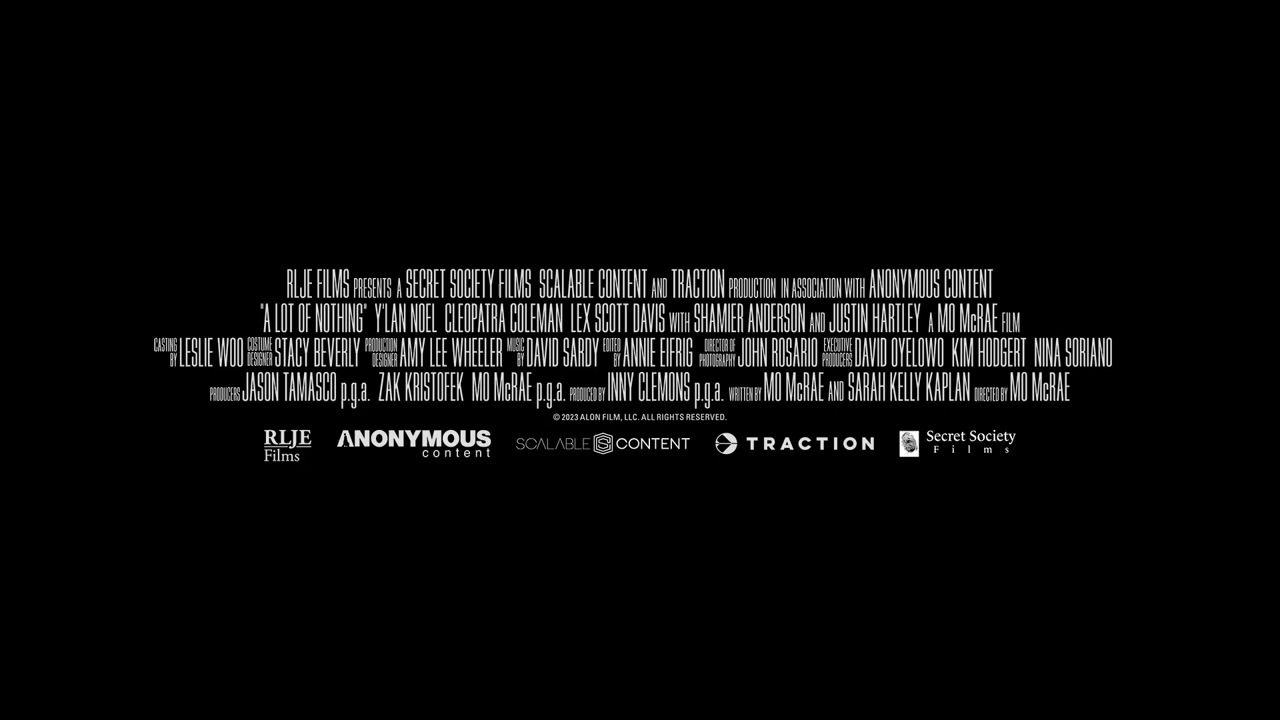 RLJE FILMS PRESENTS A SECRET SOCIETY FILMS SCALABLE CONTENT AND TRACTION PRODUCTION IN ASSOCIATION WITH ANONYMOUS CONTENT
"A LOT OF NOTHING" Y'LAN NOEL CLEOPATRA COLEMAN LEX SCOTT DAVIS WITH SHAMIER ANDERSON AND JUSTIN HARTLEY A MO McRAE FILM
CASTING BY LESLIE WOO COSTUME DESIGNER STACY BEVERLY PRODUCTION DESIGNER AMY LEE WHEELER MUSIC BY DAVID SARDY EDITED BY ANNIE EIFRIG DIRECTOR OF PHOTOGRAPHY JOHN ROSARIO EXECUTIVE PRODUCERS DAVID OYELOWO KIM HODGERT NINA SORIANO
PRODUCERS JASON TAMASCO p.g.a. ZAK KRISTOFEK MO McRAE p.g.a. PRODUCED BY INNY CLEMONS p.g.a. WRITTEN BY MO McRAE AND SARAH KELLY KAPLAN DIRECTED BY MO McRAE
© 2023 ALON FILM, LLC. ALL RIGHTS RESERVED.
RLJE Films ANONYMOUS content SCALABLE CONTENT TRACTION Secret Society Films